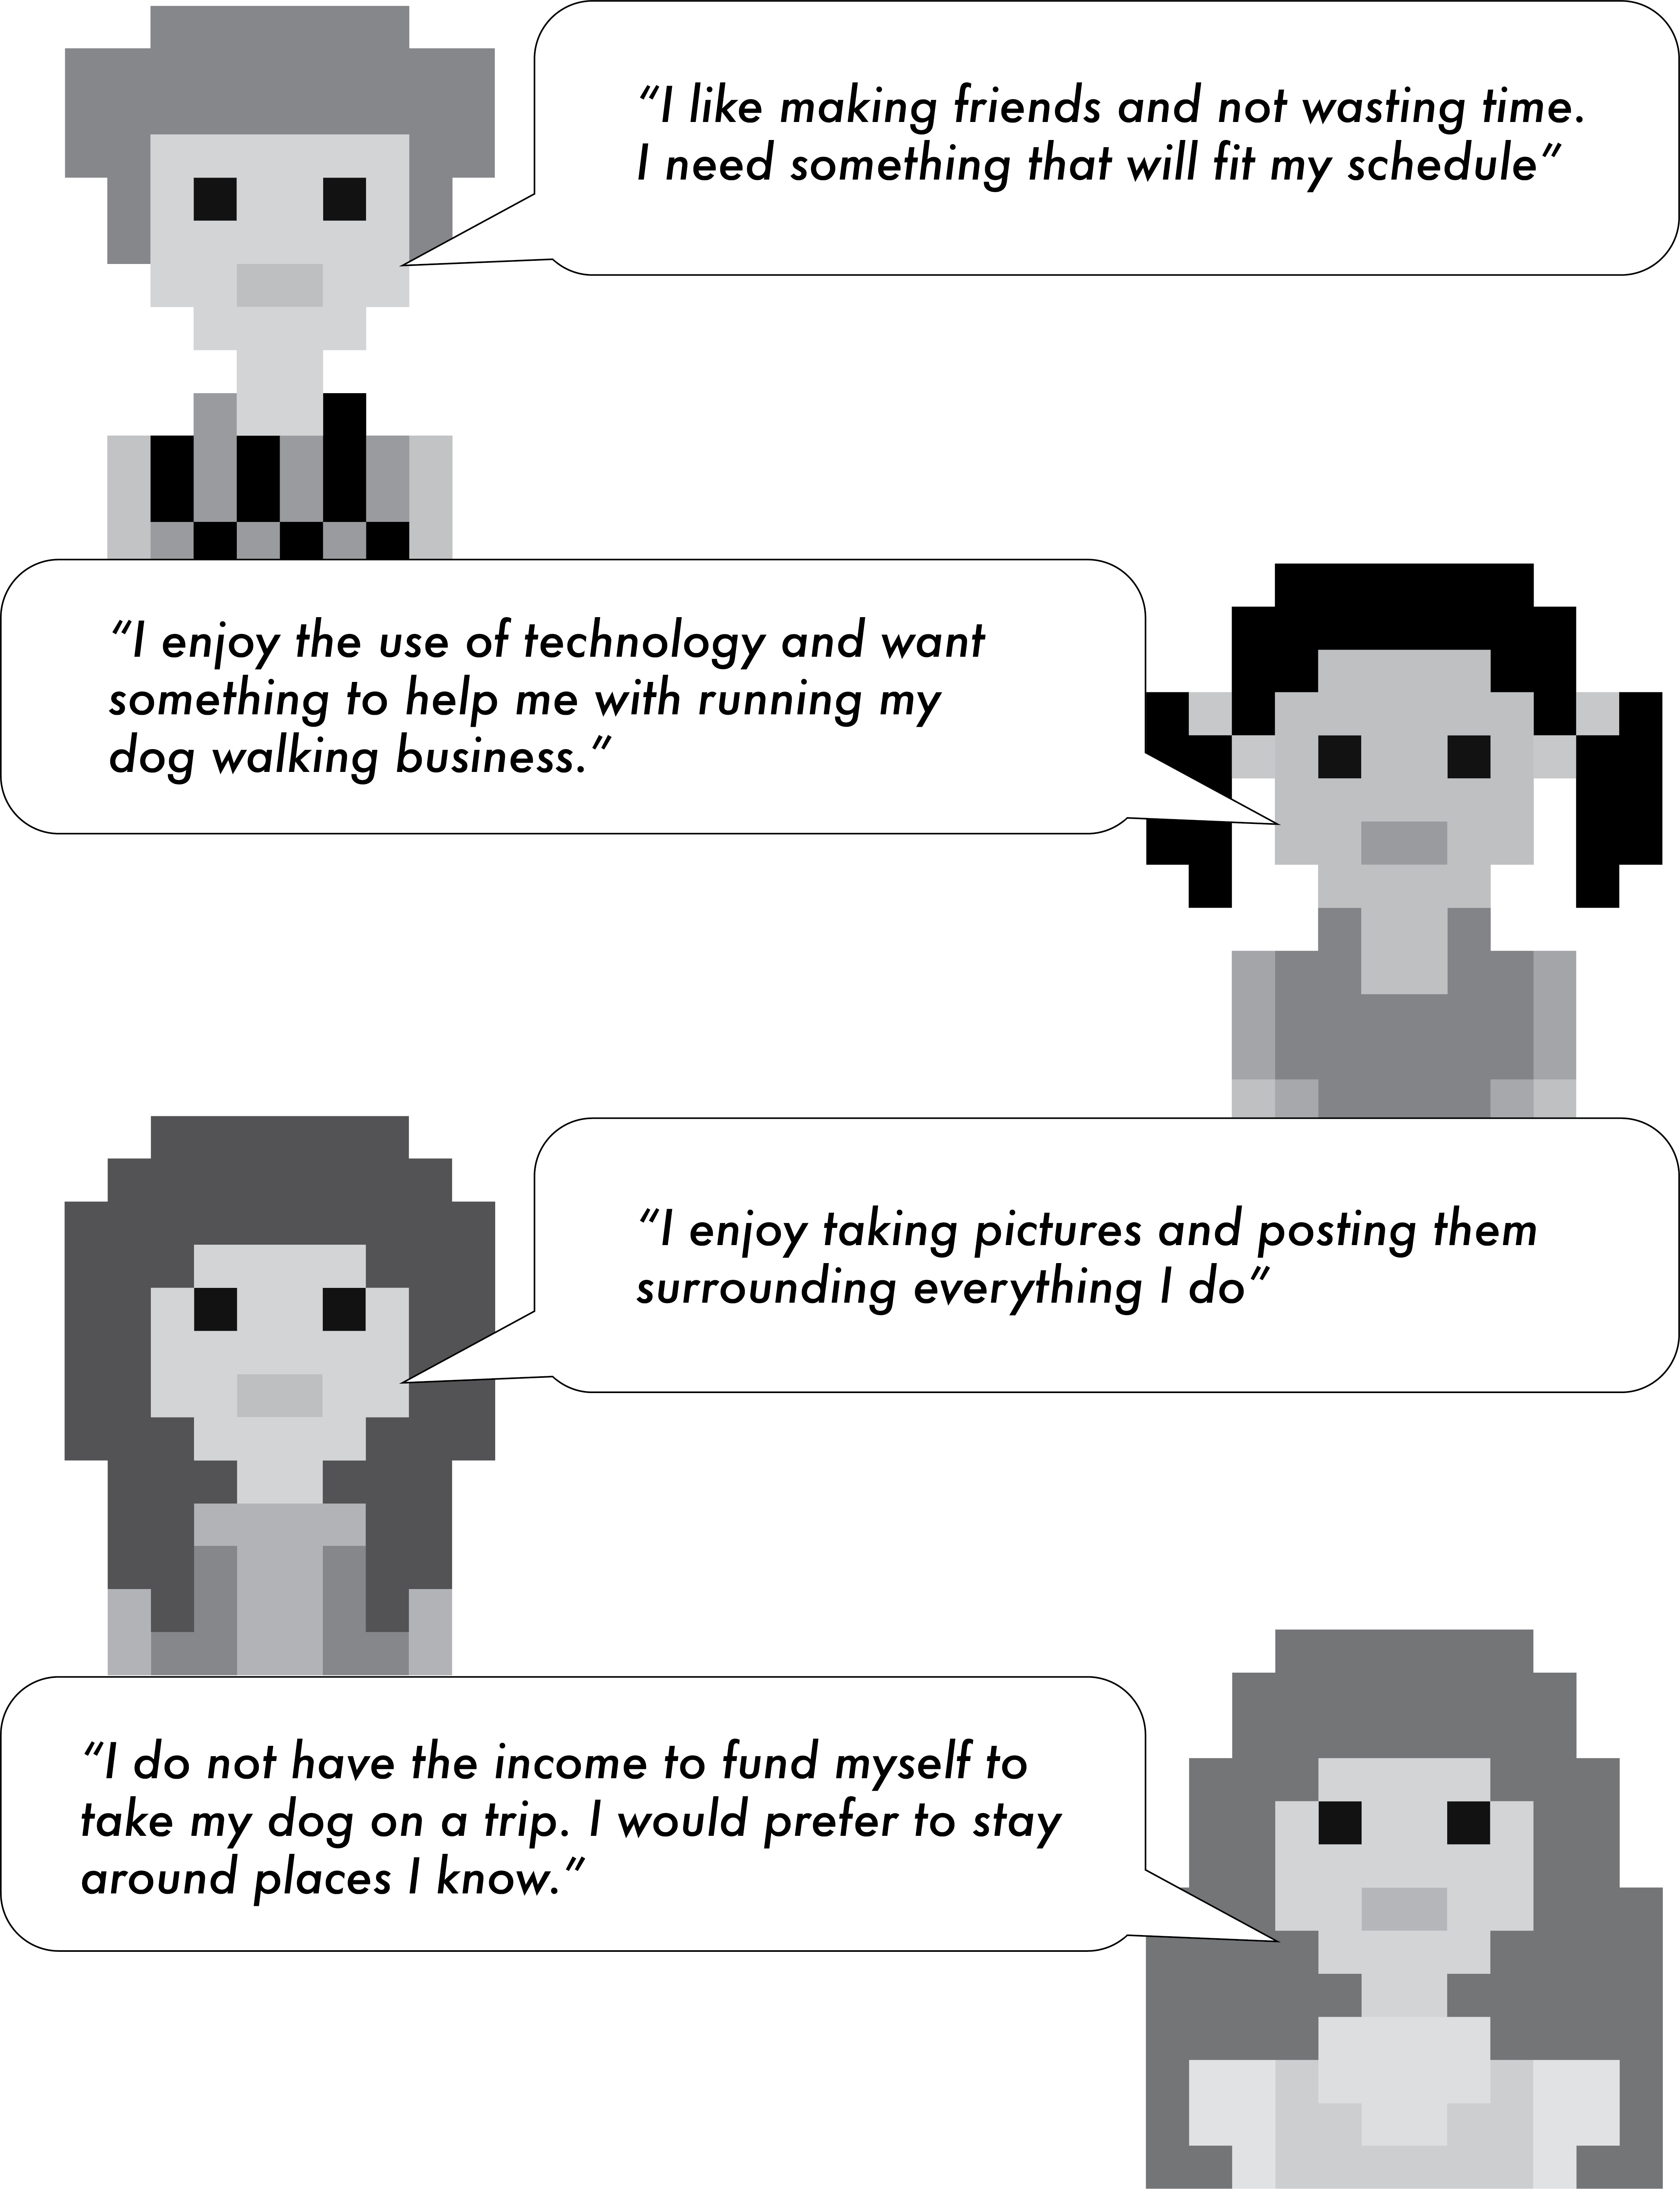 “I like making friends and not wasting time.
I need something that will fit my schedule”
“I enjoy the use of technology and want
something to help me with running my
dog walking business.”
“I enjoy taking pictures and posting them
surrounding everything I do”
“I do not have the income to fund myself to
take my dog on a trip. I would prefer to stay
around places I know.”